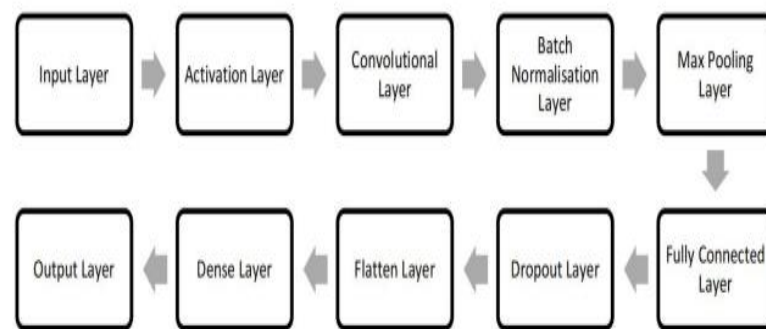 Input Layer
Activation Layer
Convolutional
Layer
Batch
Normalisation
Layer
Max Pooling
Layer
Fully Connected
Layer
Dropout Layer
Flatten Layer
Dense Layer
Output Layer